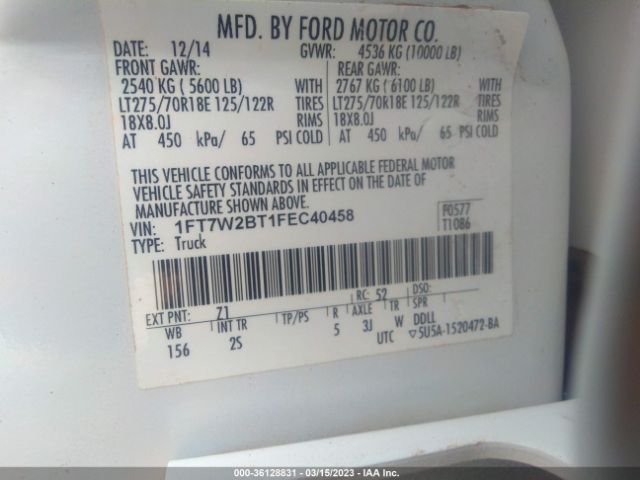 MFD. BY FORD MOTOR CO.
DATE: 12/14 GVWR: 4536 KG (10000 LB)
FRONT GAWR: REAR GAWR:
2540 KG (5600 LB) WITH 2767 KG (6100 LB) WITH
LT275/70R18E 125/122R TIRES LT275/70R18E 125/122R TIRES
18X8.0J RIMS 18X8.0J RIMS
AT 450 kPa/ 65 PSI COLD AT 450 kPa/ 65 PSI COLD
THIS VEHICLE CONFORMS TO ALL APPLICABLE FEDERAL MOTOR
VEHICLE SAFETY STANDARDS IN EFFECT ON THE DATE OF
MANUFACTURE SHOWN ABOVE.
VIN: 1FT7W2BT1FEC40458 F0577
TYPE: Truck T1086
EXT PNT: Z1 RC: 52 DSO:
WB INT TR TP/PS R AXLE TR SPR
156 2S 5 3J W DDLL
UTC ▽5U5A-1520472-BA
000-36128831 - 03/15/2023 - IAA Inc.